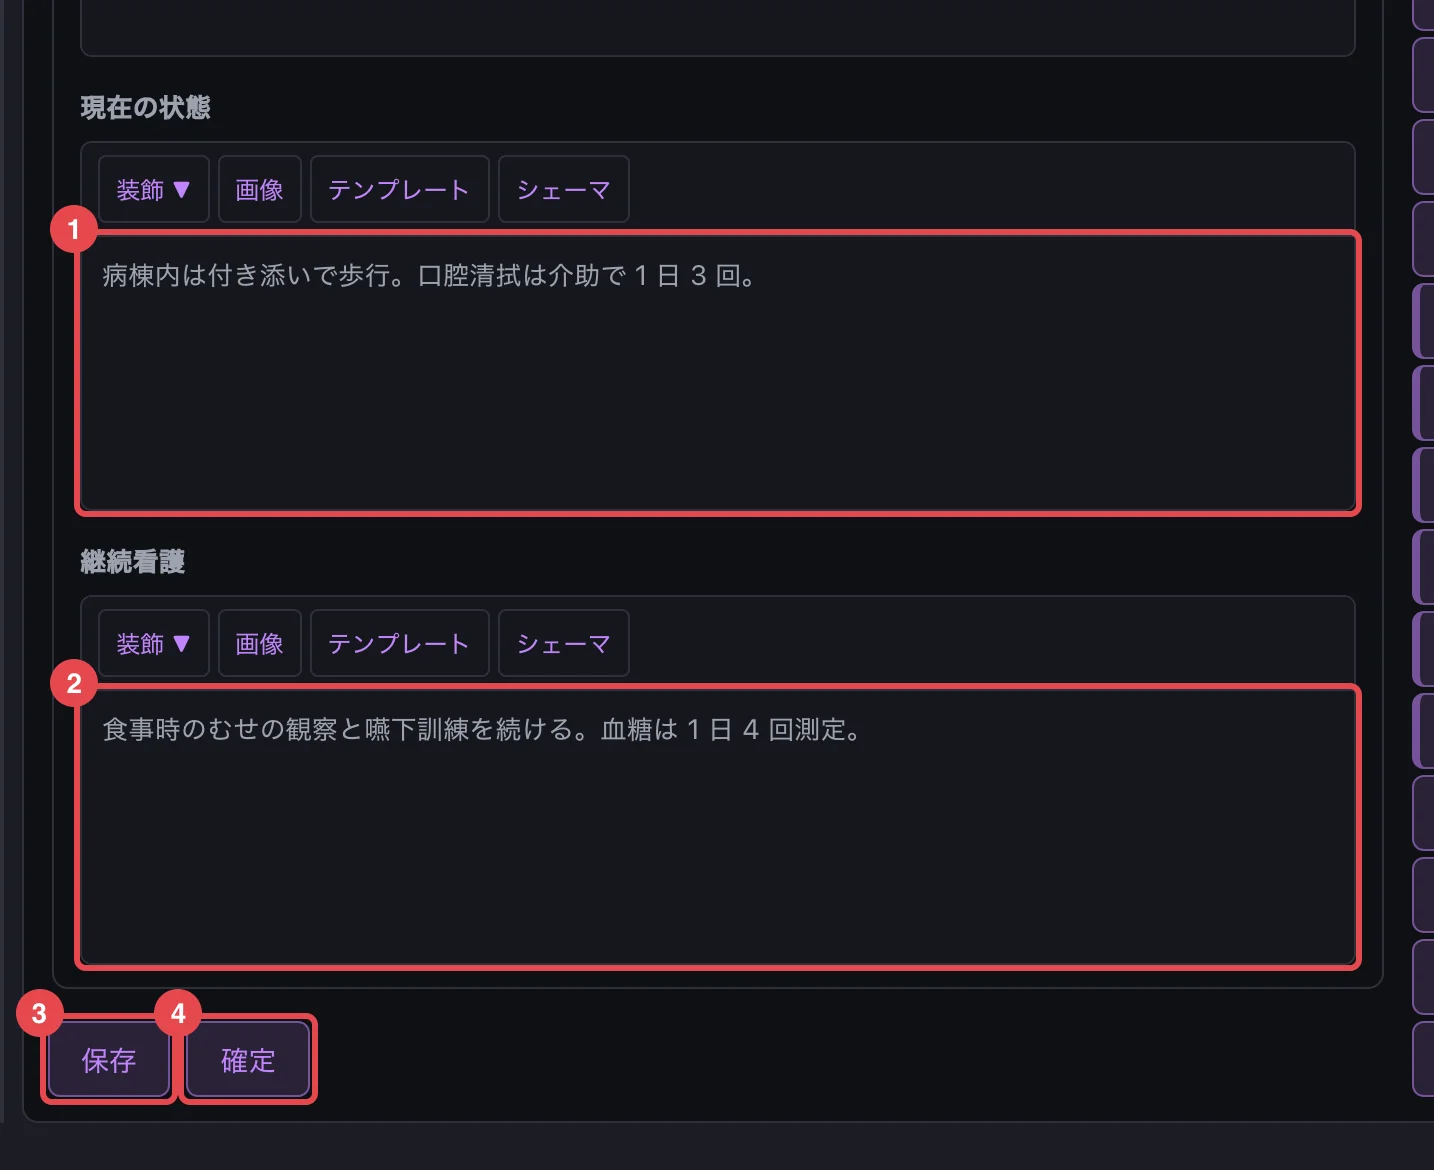 現在の状態
装飾 ▼ 画像 テンプレート シェーマ
1
病棟内は付き添いで歩行。口腔清拭は介助で 1 日 3 回。
継続看護
装飾 ▼ 画像 テンプレート シェーマ
2
食事時のむせの観察と嚥下訓練を続ける。血糖は 1 日 4 回測定。
3 4
保存 確定